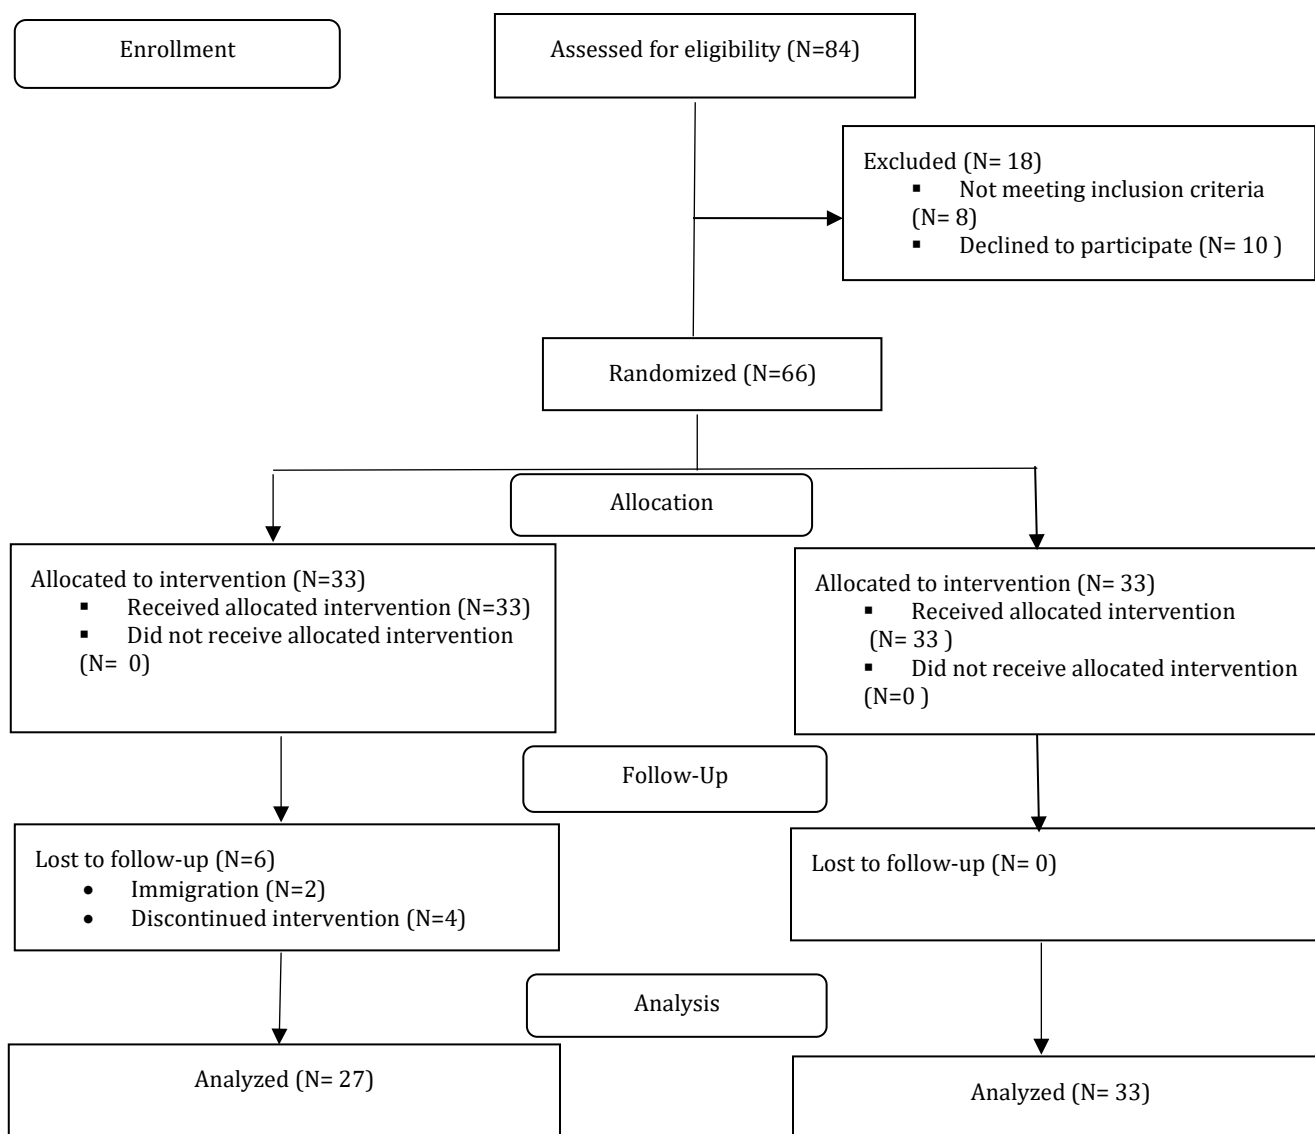 Enrollment
Assessed for eligibility (N=84)
Excluded (N= 18)
▪ Not meeting inclusion criteria
(N= 8)
▪ Declined to participate (N= 10 )
Randomized (N=66)
Allocation
Allocated to intervention (N=33)
▪ Received allocated intervention (N=33)
▪ Did not receive allocated intervention
(N=  0)
Allocated to intervention (N= 33)
▪ Received allocated intervention
(N= 33 )
▪ Did not receive allocated intervention
(N=0 )
Follow-Up
Lost to follow-up (N=6)
• Immigration (N=2)
• Discontinued intervention (N=4)
Lost to follow-up (N= 0)
Analysis
Analyzed (N= 27)
Analyzed (N= 33)